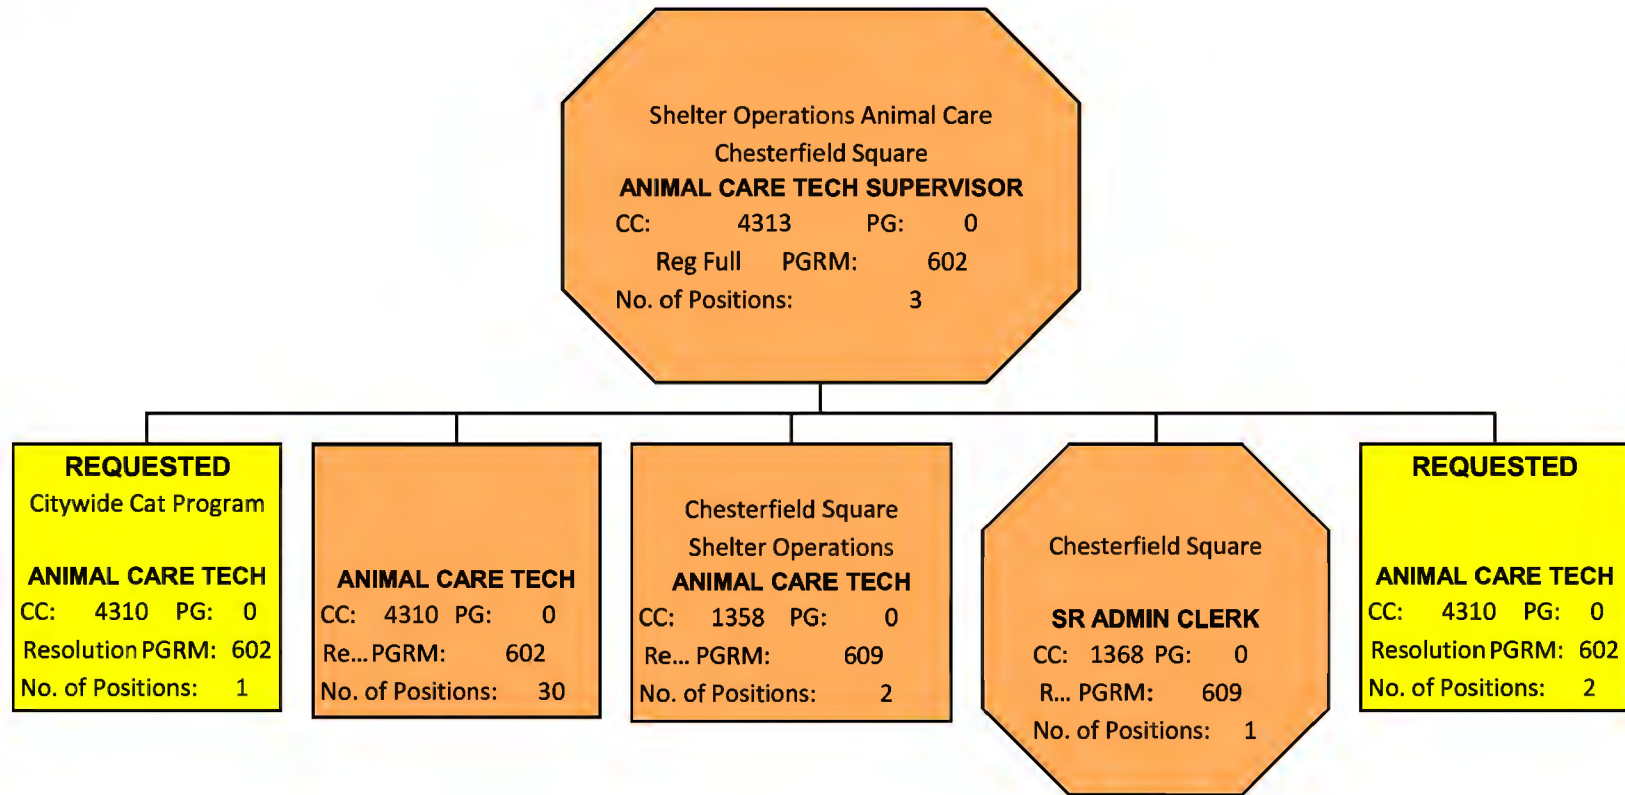 Shelter Operations Animal Care
Chesterfield Square
ANIMAL CARE TECH SUPERVISOR
CC: 4313 PG: 0
Reg Full PGRM: 602
No. of Positions: 3
REQUESTED
Citywide Cat Program
ANIMAL CARE TECH
CC: 4310 PG: 0
Resolution PGRM: 602
No. of Positions: 1
ANIMAL CARE TECH
CC: 4310 PG: 0
Re... PGRM: 602
No. of Positions: 30
Chesterfield Square
Shelter Operations
ANIMAL CARE TECH
CC: 1358 PG: 0
Re... PGRM: 609
No. of Positions: 2
Chesterfield Square
SR ADMIN CLERK
CC: 1368 PG: 0
R... PGRM: 609
No. of Positions: 1
REQUESTED
ANIMAL CARE TECH
CC: 4310 PG: 0
Resolution PGRM: 602
No. of Positions: 2